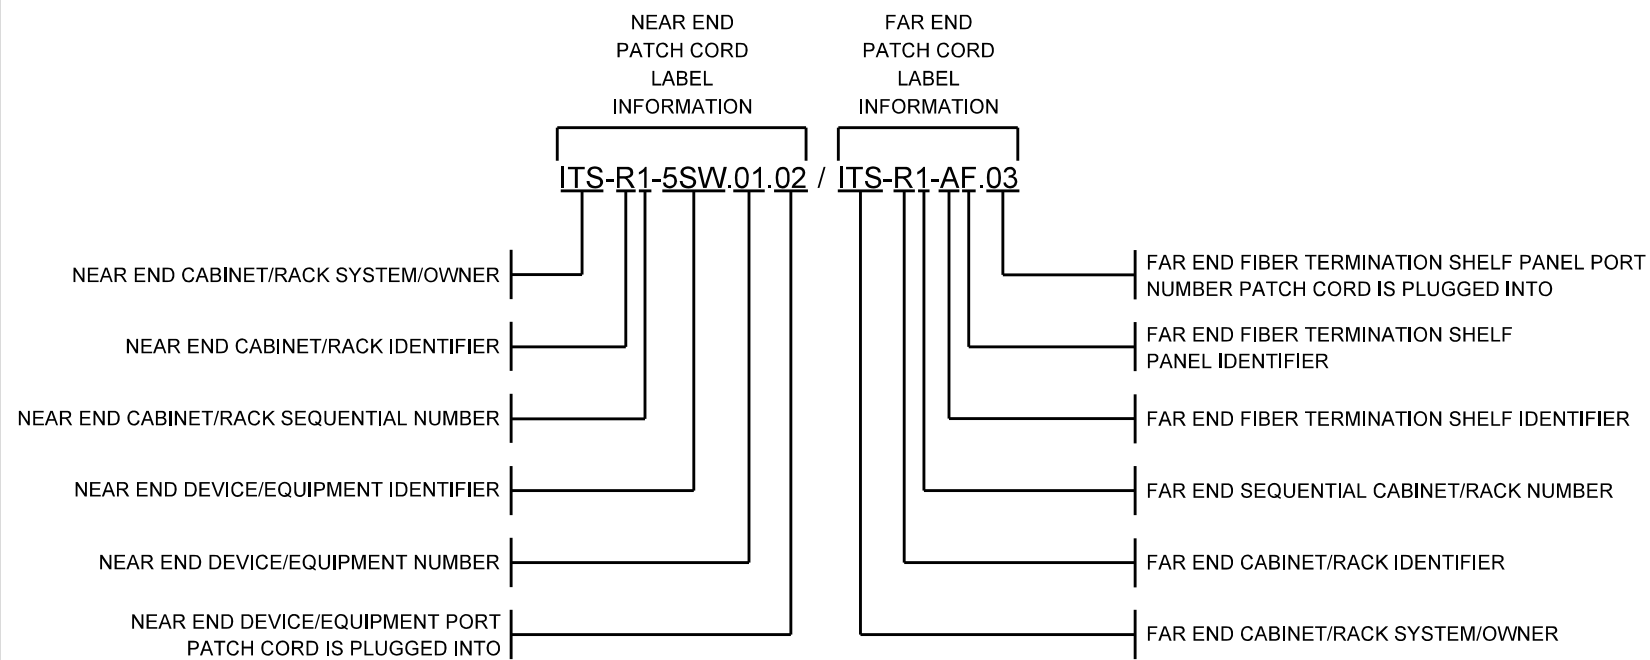 NEAR END
PATCH CORD
LABEL
INFORMATION
FAR END
PATCH CORD
LABEL
INFORMATION
ITS-R1-5SW.01.02 / ITS-R1-AF.03
NEAR END CABINET/RACK SYSTEM/OWNER
NEAR END CABINET/RACK IDENTIFIER
NEAR END CABINET/RACK SEQUENTIAL NUMBER
NEAR END DEVICE/EQUIPMENT IDENTIFIER
NEAR END DEVICE/EQUIPMENT NUMBER
NEAR END DEVICE/EQUIPMENT PORT
PATCH CORD IS PLUGGED INTO
FAR END FIBER TERMINATION SHELF PANEL PORT
NUMBER PATCH CORD IS PLUGGED INTO
FAR END FIBER TERMINATION SHELF
PANEL IDENTIFIER
FAR END FIBER TERMINATION SHELF IDENTIFIER
FAR END SEQUENTIAL CABINET/RACK NUMBER
FAR END CABINET/RACK IDENTIFIER
FAR END CABINET/RACK SYSTEM/OWNER